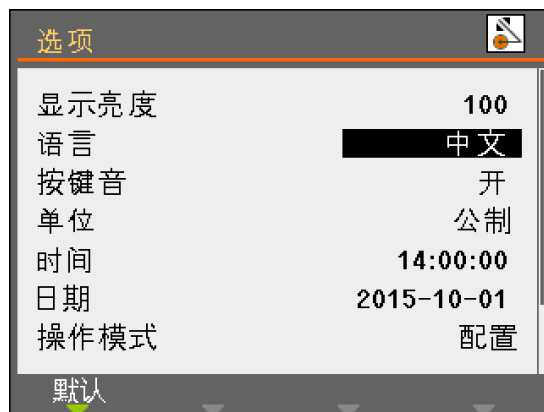 选项
显示亮度 100
语言 中文
按键音 开
单位 公制
时间 14:00:00
日期 2015-10-01
操作模式 配置
默认